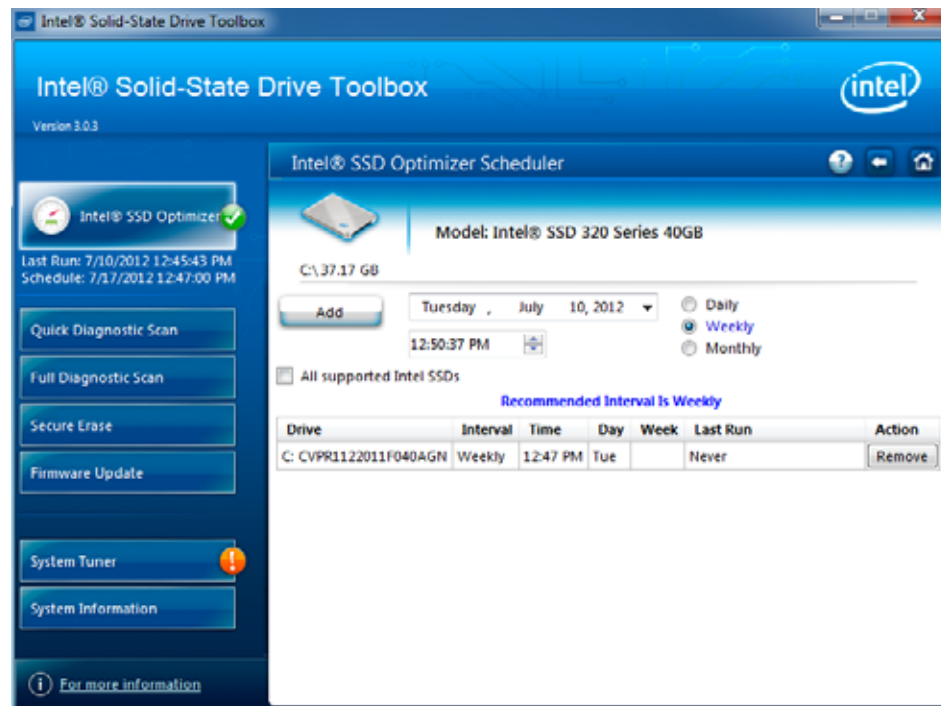 Intel® Solid-State Drive Toolbox
Intel® Solid-State Drive Toolbox
Version 3.0.3
intel
Intel® SSD Optimizer Scheduler
Intel® SSD Optimizer
Last Run: 7/10/2012 12:45:43 PM
Schedule: 7/17/2012 12:47:00 PM
Quick Diagnostic Scan
Full Diagnostic Scan
Secure Erase
Firmware Update
System Tuner
System Information
For more information
Model: Intel® SSD 320 Series 40GB
C:\ 37.17 GB
Add
Tuesday , July 10, 2012
12:50:37 PM
Daily
Weekly
Monthly
All supported Intel SSDs
Recommended Interval Is Weekly
Drive Interval Time Day Week Last Run Action
C: CVPR1122011F040AGN Weekly 12:47 PM Tue Never Remove